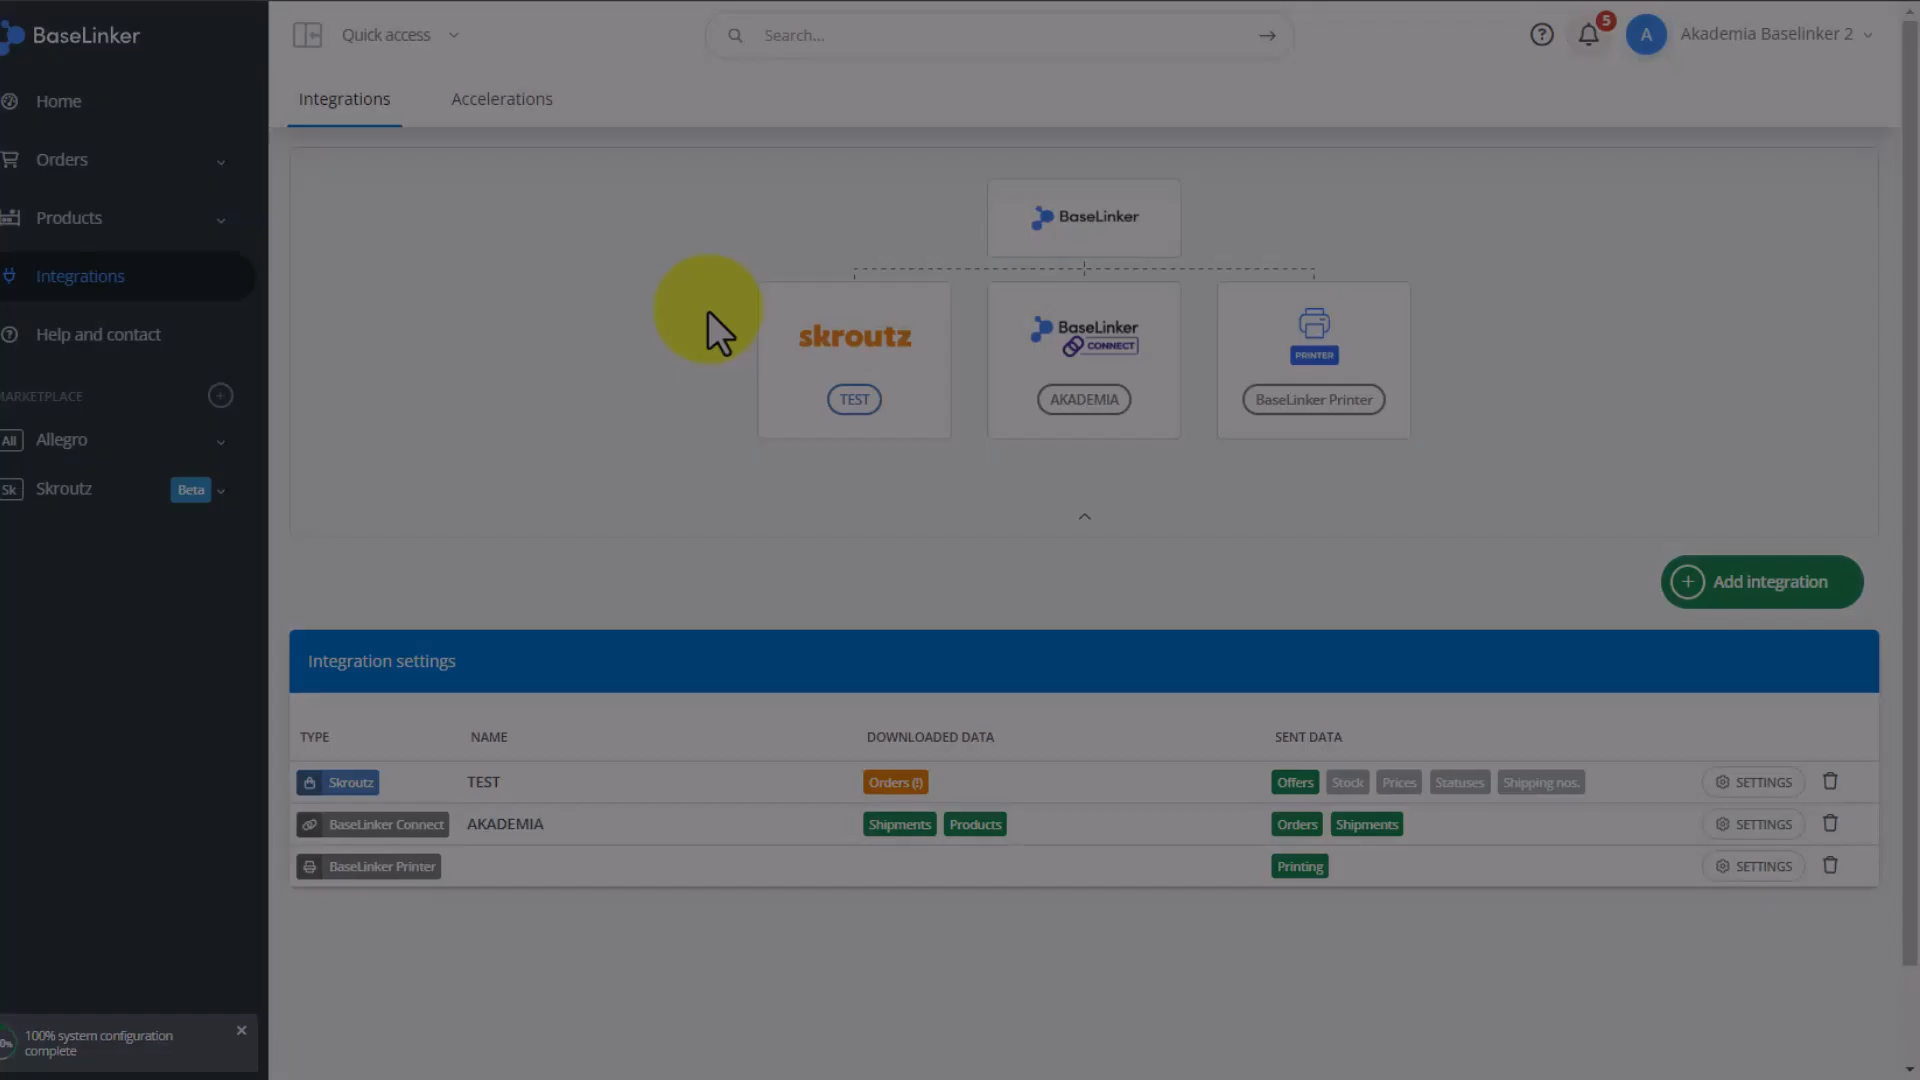 BaseLinker
Quick access
Search...
5
A
Akademia Baselinker 2
Home
Orders
Products
Integrations
Help and contact
MARKETPLACE
All
Allegro
Sk
Skroutz
Beta
100% system configuration
complete
Integrations
Accelerations
BaseLinker
skroutz
TEST
BaseLinker
CONNECT
AKADEMIA
PRINTER
BaseLinker Printer
Add integration
Integration settings
TYPE NAME DOWNLOADED DATA SENT DATA
Skroutz TEST Orders (!) Offers Stock Prices Statuses Shipping nos. SETTINGS
BaseLinker Connect AKADEMIA Shipments Products Orders Shipments SETTINGS
BaseLinker Printer Printing SETTINGS